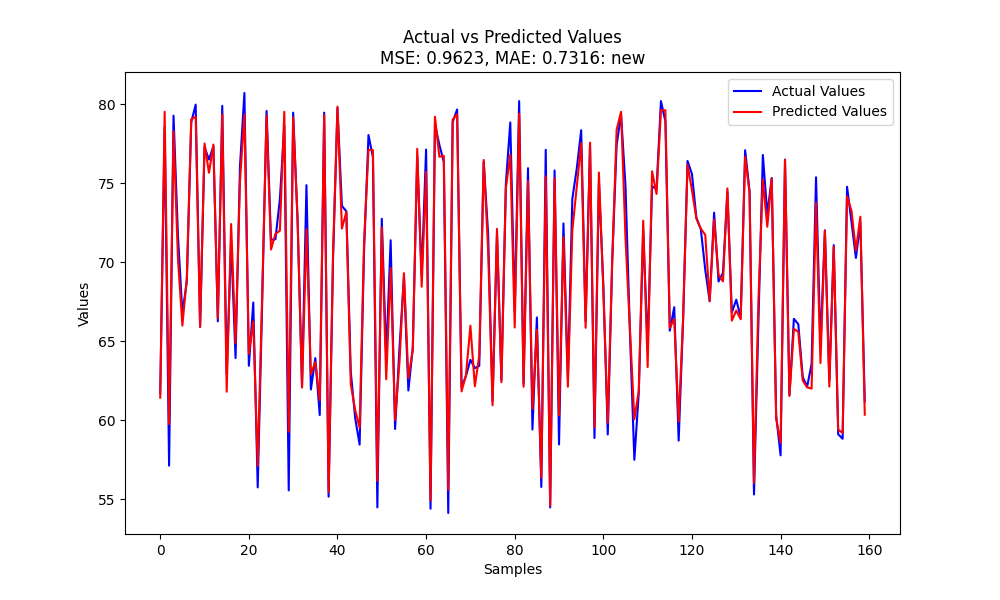 Actual vs Predicted Values
MSE: 0.9623, MAE: 0.7316: new
Actual Values
Predicted Values
80
75
70
65
60
55
Values
0 20 40 60 80 100 120 140 160
Samples